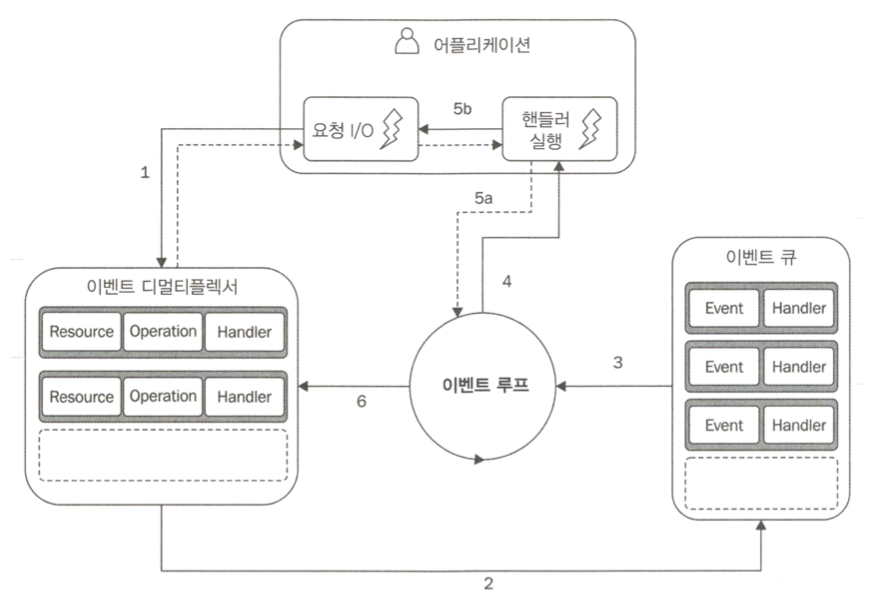 어플리케이션
요청 I/O
5b
핸들러
실행
1
5a
4
이벤트 디멀티플렉서
Resource Operation Handler
Resource Operation Handler
6
이벤트 루프
3
이벤트 큐
Event Handler
Event Handler
Event Handler
2